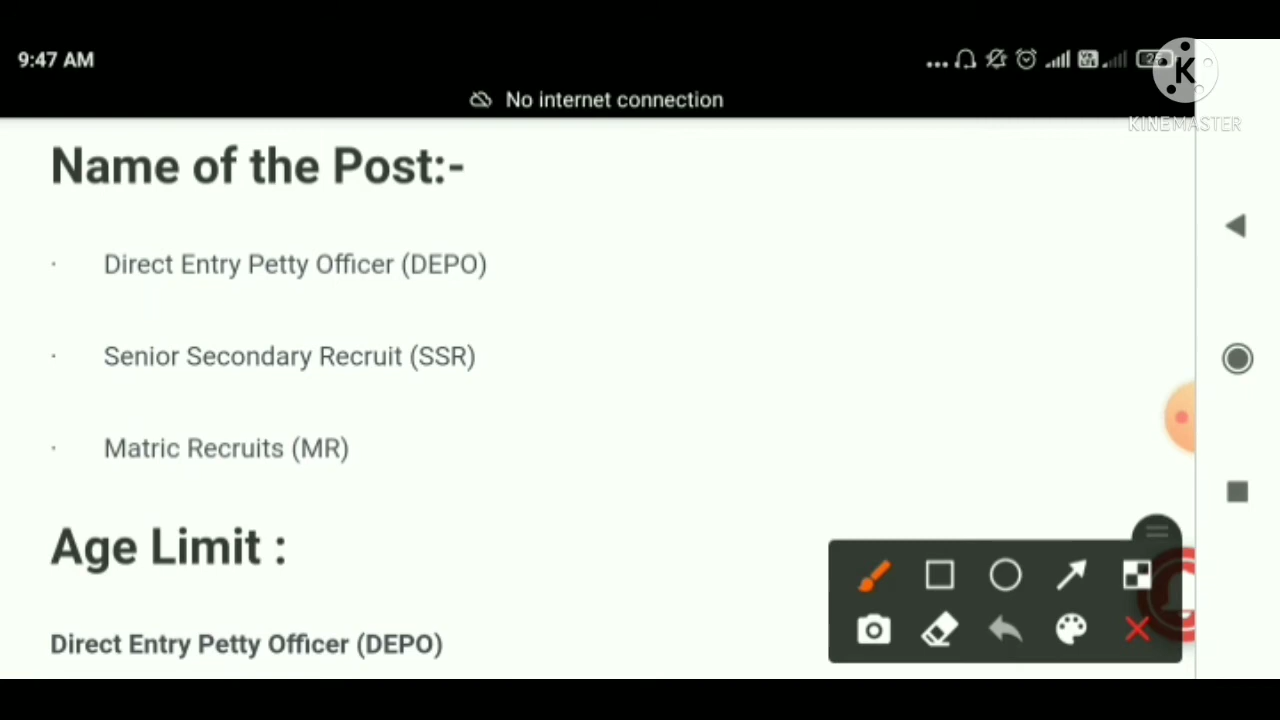 9:47 AM
No internet connection
K
KINEMASTER
Name of the Post:-
· Direct Entry Petty Officer (DEPO)
· Senior Secondary Recruit (SSR)
· Matric Recruits (MR)
Age Limit :
Direct Entry Petty Officer (DEPO)